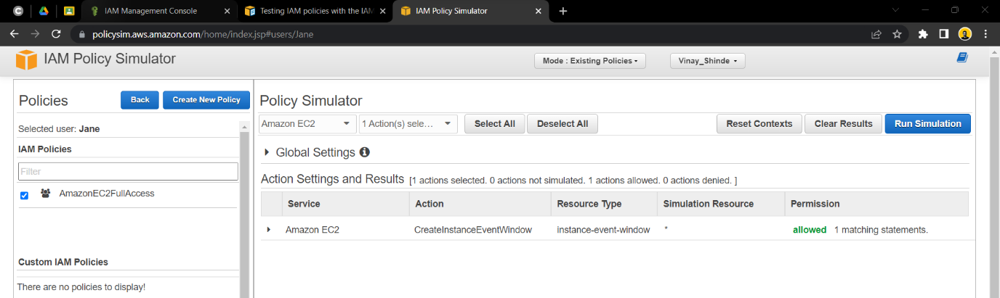 IAM Management Console
Testing IAM policies with the IAM
IAM Policy Simulator
policysim.aws.amazon.com/home/index.jsp#users/Jane
IAM Policy Simulator
Mode : Existing Policies
Vinay_Shinde
Policies
Back
Create New Policy
Policy Simulator
Amazon EC2
1 Action(s) sele...
Select All
Deselect All
Reset Contexts
Clear Results
Run Simulation
Selected user: Jane
IAM Policies
Filter
AmazonEC2FullAccess
Custom IAM Policies
There are no policies to display!
Global Settings
Action Settings and Results [1 actions selected. 0 actions not simulated. 1 actions allowed. 0 actions denied. ]
Service Action Resource Type Simulation Resource Permission
Amazon EC2 CreateInstanceEventWindow instance-event-window * allowed 1 matching statements.